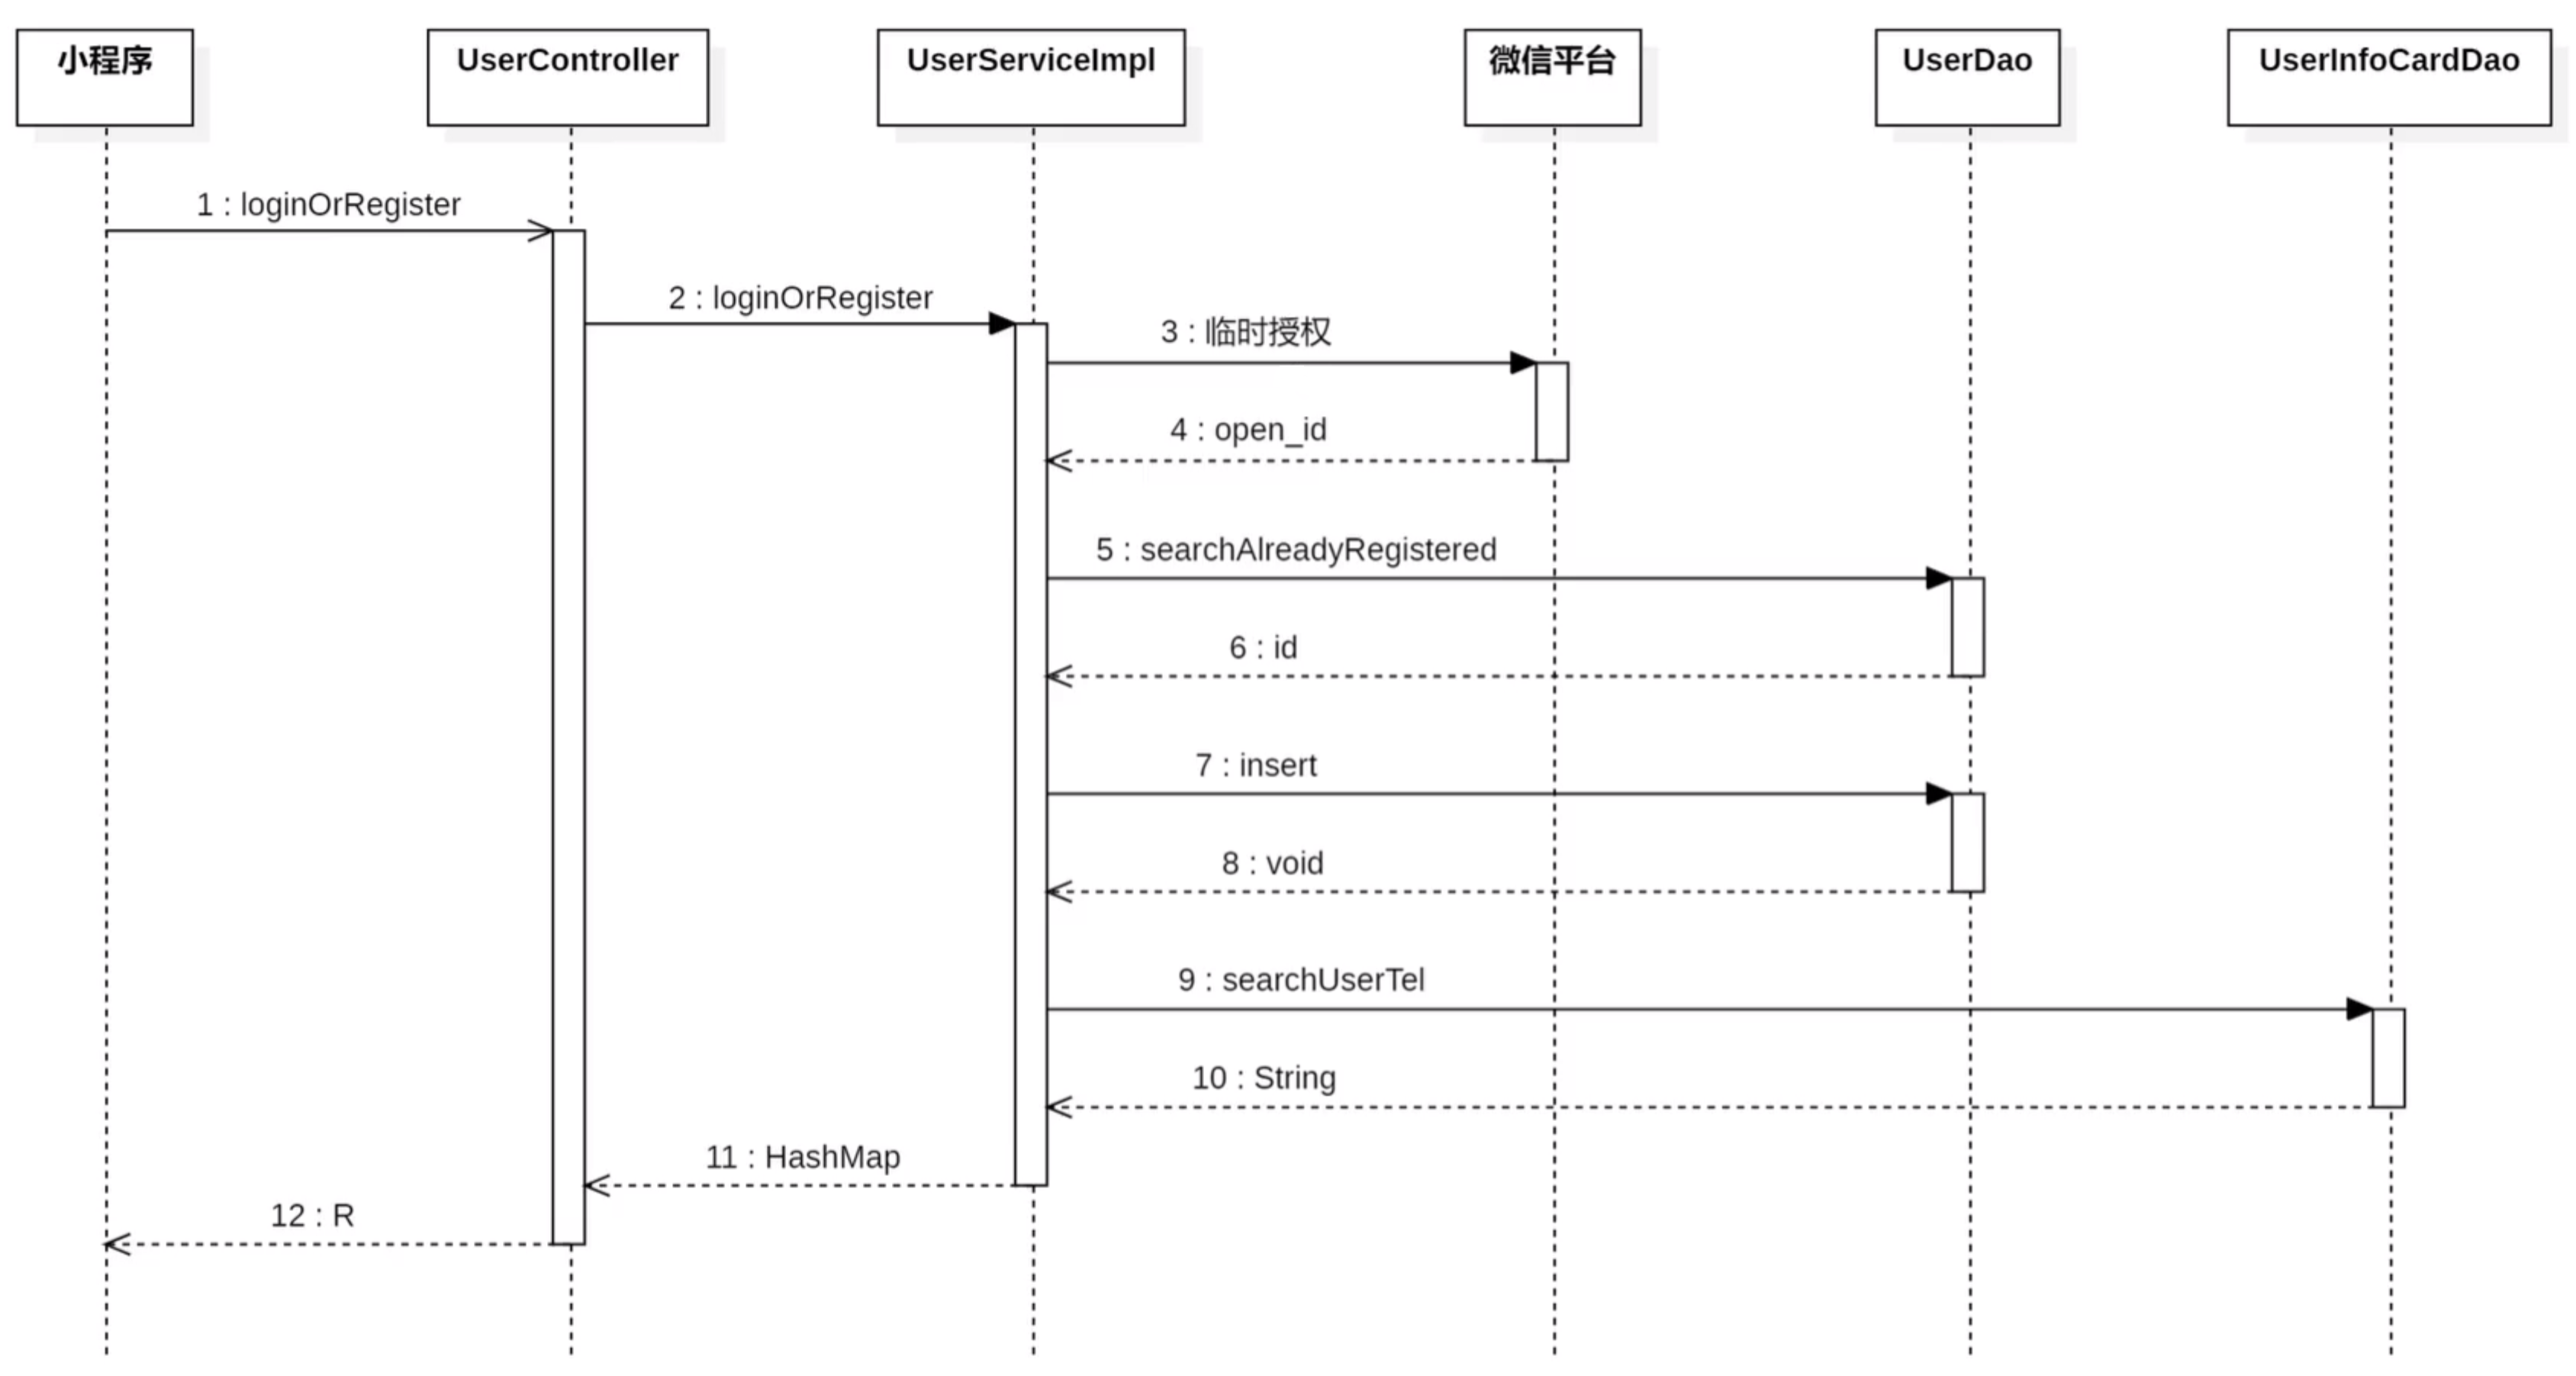 小程序
UserController
UserServiceImpl
微信平台
UserDao
UserInfoCardDao
1 : loginOrRegister
2 : loginOrRegister
3 : 临时授权
4 : open_id
5 : searchAlreadyRegistered
6 : id
7 : insert
8 : void
9 : searchUserTel
10 : String
11 : HashMap
12 : R